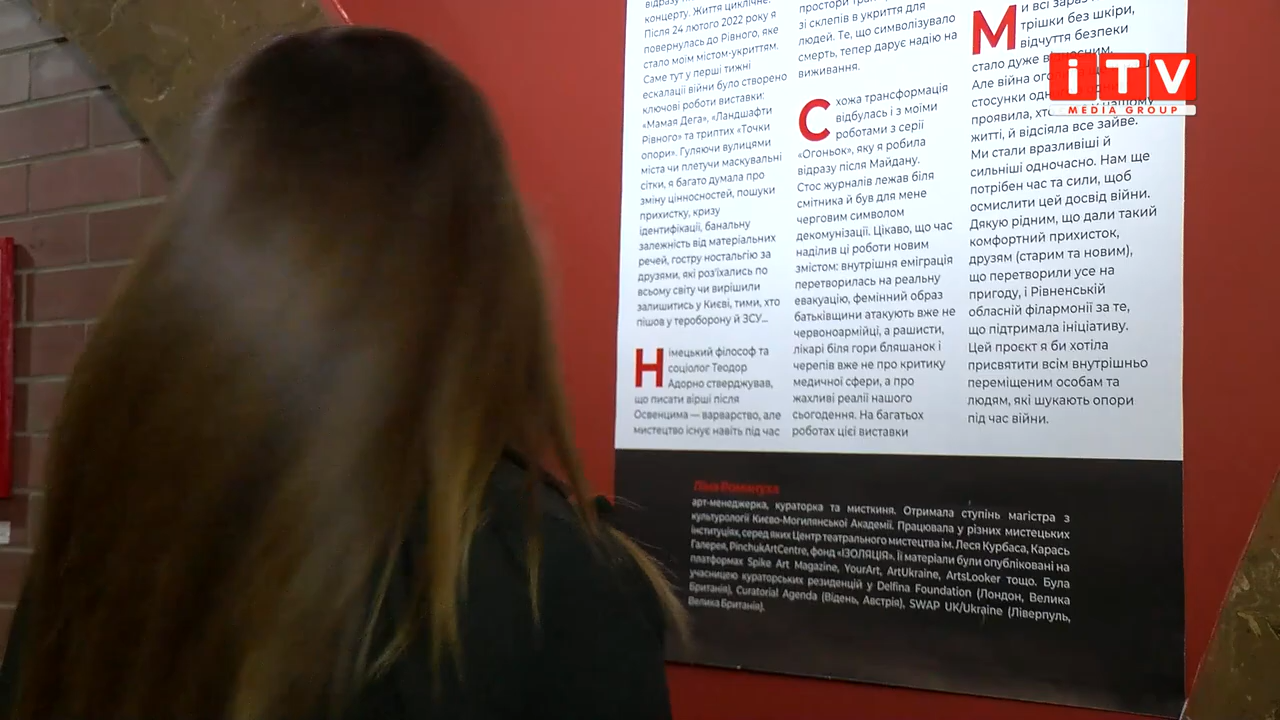 відразу
концерту. Життя циклічне.
Після 24 лютого 2022 року я
повернулась до Рівного, яке
стало моїм містом-укриттям.
Саме тут у перші тижні
ескалації війни було створено
ключові роботи виставки:
«Мамая Дега», «Ландшафти
Рівного» та триптих «Точки
опори». Гуляючи вулицями
міста чи плетучи маскувальні
сітки, я багато думала про
зміну цінносностей, пошуки
прихистку, кризу
ідентифікації, банальну
залежність від матеріальних
речей, гостру ностальгію за
друзями, які роз'їхались по
всьому світу чи вирішили
залишитись у Києві, тими, хто
пішов у тероборону й ЗСУ...
Німецький філософ та
соціолог Теодор
Адорно стверджував,
що писати вірші після
Освенцима — варварство, але
мистецтво існує навіть під час
простори
зі склепів в укриття для
людей. Те, що символізувало
смерть, тепер дарує надію на
виживання.
Схожа трансформація
відбулась і з моїми
роботами з серії
«Огоньок», яку я робила
відразу після Майдану.
Стос журналів лежав біля
смітника й був для мене
черговим символом
декомунізації. Цікаво, що час
наділив ці роботи новим
змістом: внутрішня еміграція
перетворилась на реальну
евакуацію, фемінний образ
батьківщини атакують вже не
червоноармійці, а рашисти,
лікарі біля гори бляшанок і
черепів вже не про критику
медичної сфери, а про
жахливі реалії нашого
сьогодення. На багатьох
роботах цієї виставки
Ми всі зараз
трішки без шкіри,
відчуття безпеки
стало дуже
Але війна
стосунки
проявила,
житті, й відсіяла все зайве.
Ми стали вразливіші й
сильніші одночасно. Нам ще
потрібен час та сили, щоб
осмислити цей досвід війни.
Дякую рідним, що дали такий
комфортний прихисток,
друзям (старим та новим),
що перетворили усе на
пригоду, і Рівненській
обласній філармонії за те,
що підтримала ініціативу.
Цей проєкт я би хотіла
присвятити всім внутрішньо
переміщеним особам та
людям, які шукають опори
під час війни.
Ліна Романуха
арт-менеджерка, кураторка та мисткиня. Отримала ступінь магістра з
культурології Києво-Могилянської Академії. Працювала у різних мистецьких
інституціях, серед яких Центр театрального мистецтва ім. Леся Курбаса, Карась
Галерея, PinchukArtCentre, фонд «ІЗОЛЯЦІЯ». Її матеріали були опубліковані на
платформах Spike Art Magazine, YourArt, ArtUkraine, ArtsLooker тощо. Була
учасницею кураторських резиденцій у Delfina Foundation (Лондон, Велика
Британія), Curatorial Agenda (Відень, Австрія), SWAP UK/Ukraine (Ліверпуль,
Велика Британія).
iTV
MEDIA GROUP